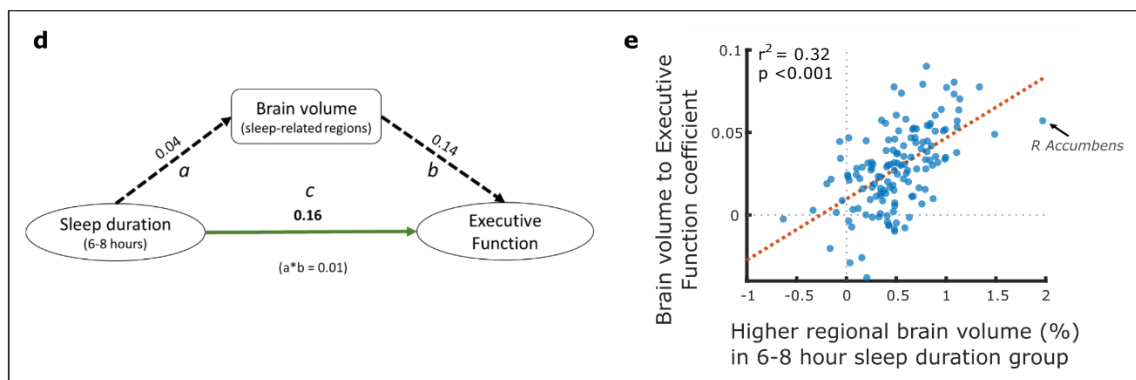 d
Brain volume
(sleep-related regions)
0.04
a
0.14
b
c
0.16
Sleep duration
(6-8 hours)
Executive
Function
(a*b = 0.01)
e
r² = 0.32
p <0.001
0.1
0.05
0
Brain volume to Executive
Function coefficient
R Accumbens
-1 -0.5 0 0.5 1 1.5 2
Higher regional brain volume (%)
in 6-8 hour sleep duration group